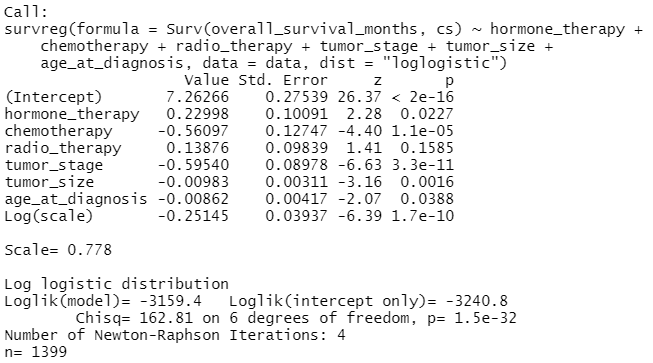 Call:
survreg(formula = Surv(overall_survival_months, cs) ~ hormone_therapy +
    chemotherapy + radio_therapy + tumor_stage + tumor_size +
    age_at_diagnosis, data = data, dist = "loglogistic")
                    Value Std. Error     z       p
(Intercept)       7.26266    0.27539 26.37 < 2e-16
hormone_therapy   0.22998    0.10091  2.28  0.0227
chemotherapy     -0.56097    0.12747 -4.40 1.1e-05
radio_therapy     0.13876    0.09839  1.41  0.1585
tumor_stage      -0.59540    0.08978 -6.63 3.3e-11
tumor_size       -0.00983    0.00311 -3.16  0.0016
age_at_diagnosis -0.00862    0.00417 -2.07  0.0388
Log(scale)       -0.25145    0.03937 -6.39 1.7e-10

Scale= 0.778

Log logistic distribution
Loglik(model)= -3159.4   Loglik(intercept only)= -3240.8
        Chisq= 162.81 on 6 degrees of freedom, p= 1.5e-32
Number of Newton-Raphson Iterations: 4
n= 1399